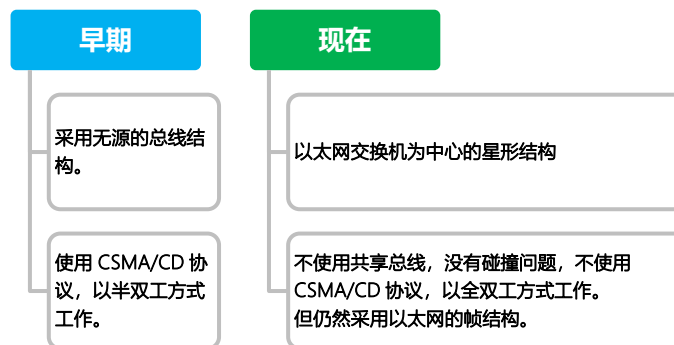 早期
采用无源的总线结
构。
使用 CSMA/CD 协
议，以半双工方式
工作。
现在
以太网交换机为中心的星形结构
不使用共享总线，没有碰撞问题，不使用
CSMA/CD 协议，以全双工方式工作。
但仍然采用以太网的帧结构。